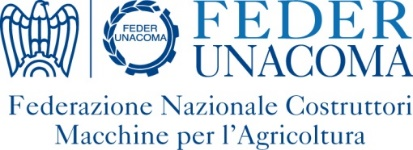 FEDER
UNACOMA
FEDER
UNACOMA
Federazione Nazionale Costruttori
Macchine per l'Agricoltura